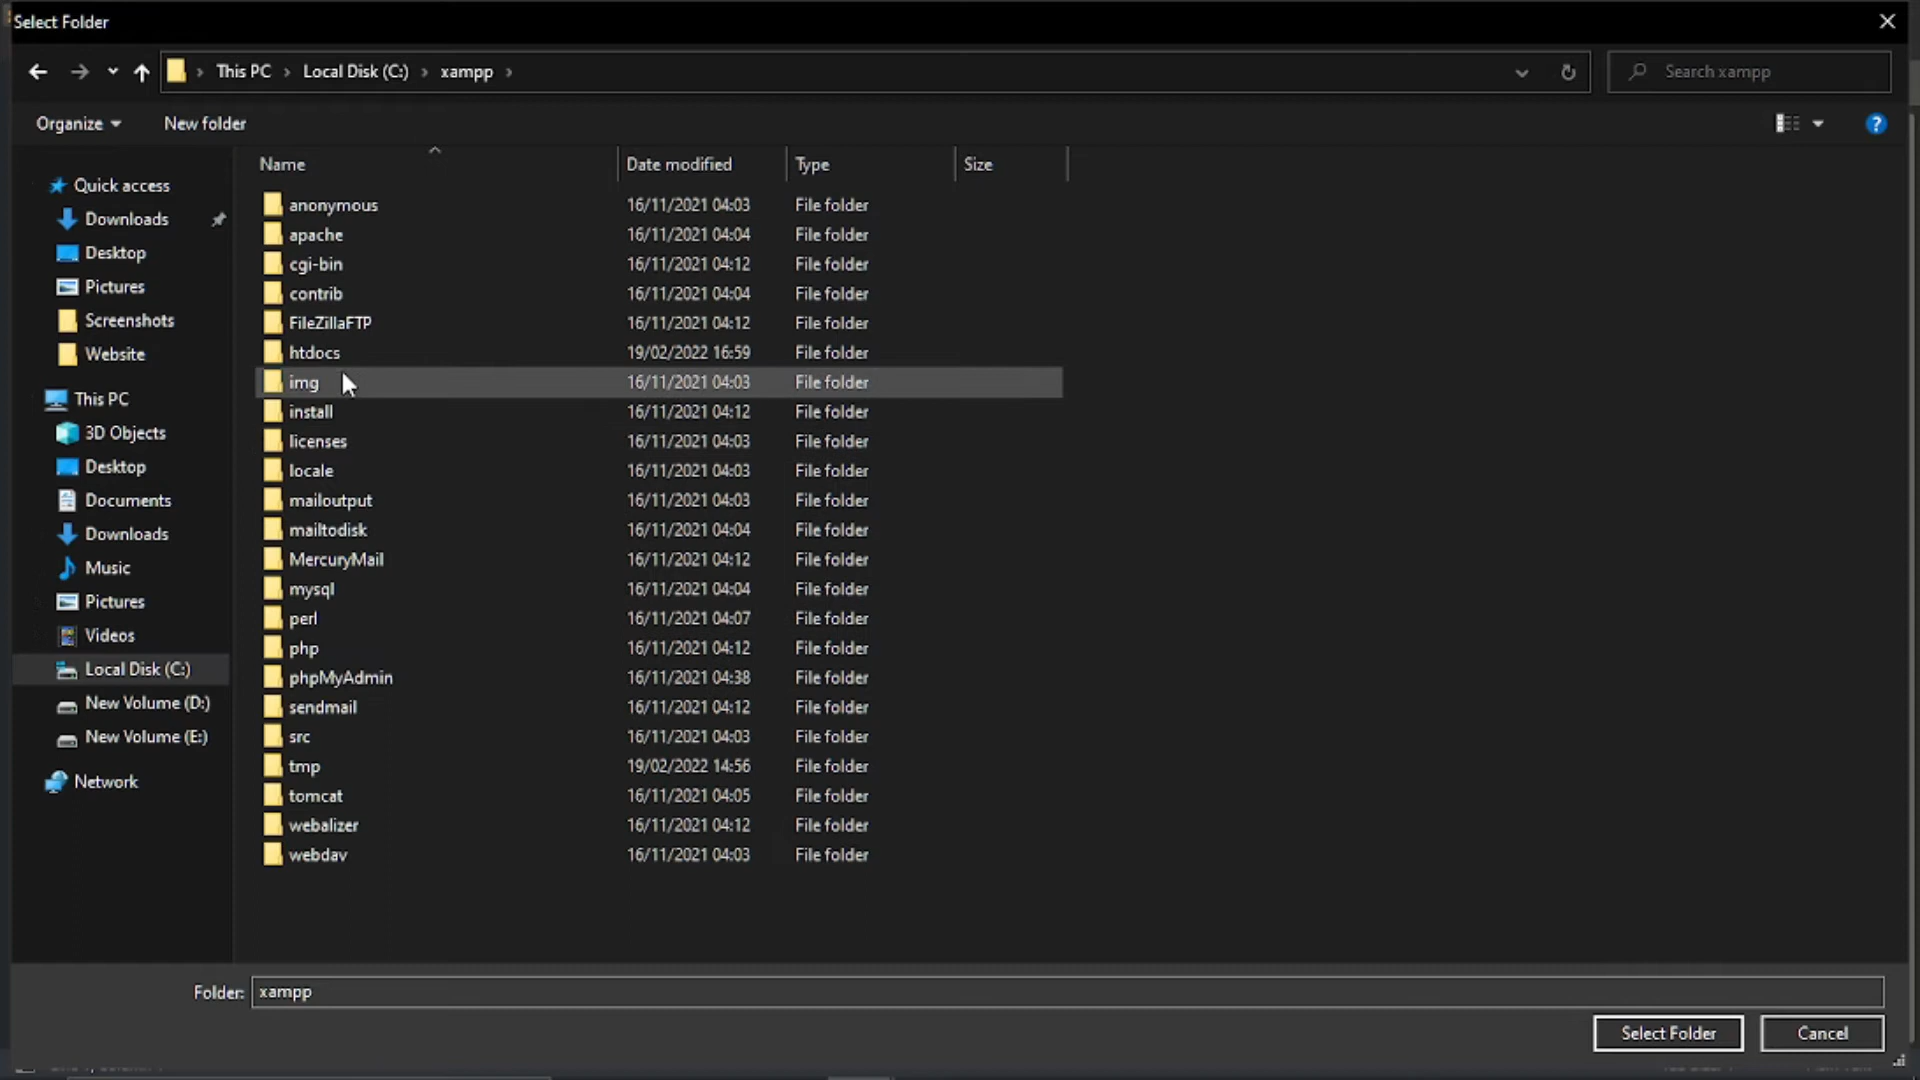 Select Folder
This PC > Local Disk (C:) > xampp >
Search xampp
Organize New folder
Name Date modified Type Size
Quick access
Downloads
Desktop
Pictures
Screenshots
Website
This PC
3D Objects
Desktop
Documents
Downloads
Music
Pictures
Videos
Local Disk (C:)
New Volume (D:)
New Volume (E:)
Network
anonymous 16/11/2021 04:03 File folder
apache 16/11/2021 04:04 File folder
cgi-bin 16/11/2021 04:12 File folder
contrib 16/11/2021 04:04 File folder
FileZillaFTP 16/11/2021 04:12 File folder
htdocs 19/02/2022 16:59 File folder
img 16/11/2021 04:03 File folder
install 16/11/2021 04:12 File folder
licenses 16/11/2021 04:03 File folder
locale 16/11/2021 04:03 File folder
mailoutput 16/11/2021 04:03 File folder
mailtodisk 16/11/2021 04:04 File folder
MercuryMail 16/11/2021 04:12 File folder
mysql 16/11/2021 04:04 File folder
perl 16/11/2021 04:07 File folder
php 16/11/2021 04:12 File folder
phpMyAdmin 16/11/2021 04:38 File folder
sendmail 16/11/2021 04:12 File folder
src 16/11/2021 04:03 File folder
tmp 19/02/2022 14:56 File folder
tomcat 16/11/2021 04:05 File folder
webalizer 16/11/2021 04:12 File folder
webdav 16/11/2021 04:03 File folder
Folder: xampp
Select Folder Cancel